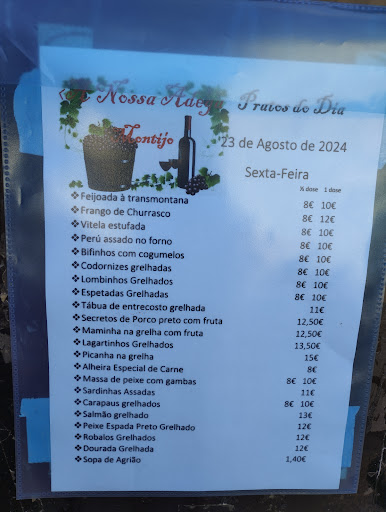 A Nossa Adega Pratos do Dia
Montijo
23 de Agosto de 2024
Sexta-Feira
½ dose 1 dose
❖Feijoada à transmontana 8€ 10€
❖Frango de Churrasco 8€ 12€
❖Vitela estufada 8€ 10€
❖Perú assado no forno 8€ 10€
❖Bifinhos com cogumelos 8€ 10€
❖Codornizes grelhadas 8€ 10€
❖Lombinhos Grelhados 8€ 10€
❖Espetadas Grelhadas 8€ 10€
❖Tábua de entrecosto grelhada 11€
❖Secretos de Porco preto com fruta 12,50€
❖Maminha na grelha com fruta 12,50€
❖Lagartinhos Grelhados 13,50€
❖Picanha na grelha 15€
❖Alheira Especial de Carne 8€
❖Massa de peixe com gambas 8€ 10€
❖Sardinhas Assadas 11€
❖Carapaus grelhados 8€ 10€
❖Salmão grelhado 13€
❖Peixe Espada Preto Grelhado 12€
❖Robalos Grelhados 12€
❖Dourada Grelhada 12€
❖Sopa de Agrião 1,40€